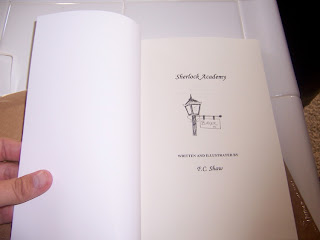 Sherlock Academy
WRITTEN AND ILLUSTRATED BY
F.C. Shaw